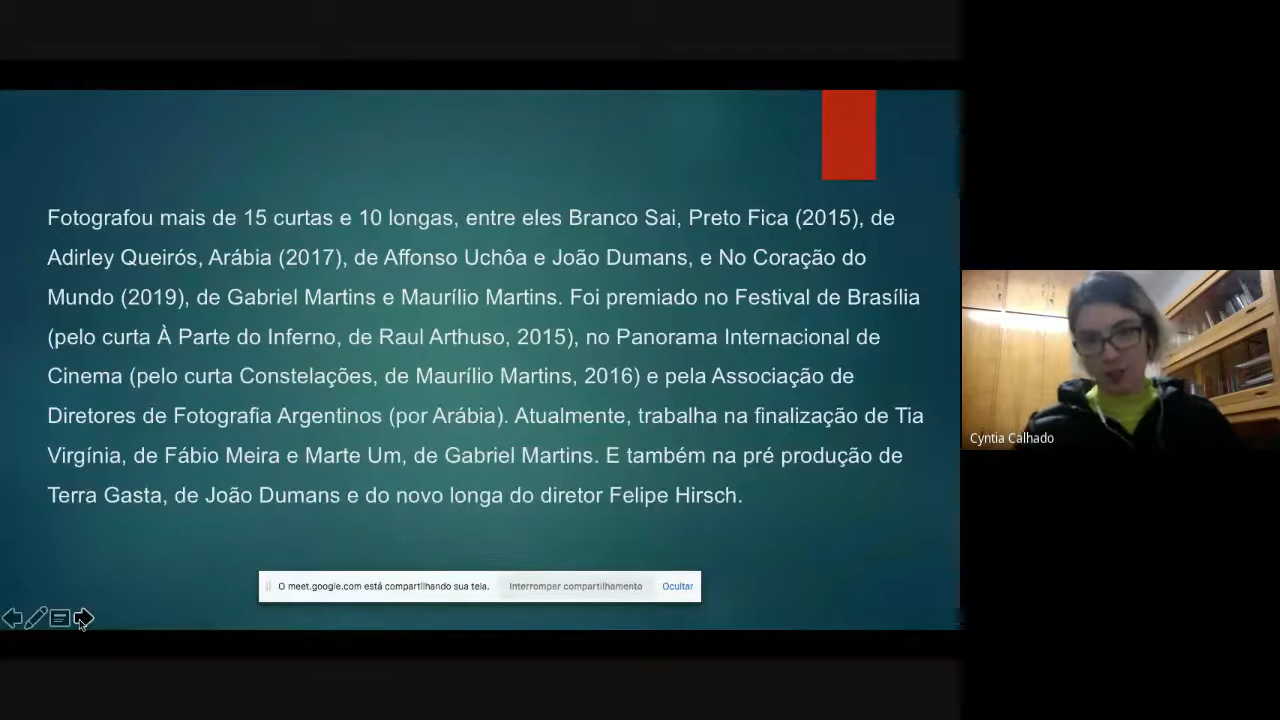 Fotografou mais de 15 curtas e 10 longas, entre eles Branco Sai, Preto Fica (2015), de
Adirley Queirós, Arábia (2017), de Affonso Uchôa e João Dumans, e No Coração do
Mundo (2019), de Gabriel Martins e Maurílio Martins. Foi premiado no Festival de Brasília
(pelo curta À Parte do Inferno, de Raul Arthuso, 2015), no Panorama Internacional de
Cinema (pelo curta Constelações, de Maurílio Martins, 2016) e pela Associação de
Diretores de Fotografia Argentinos (por Arábia). Atualmente, trabalha na finalização de Tia
Virgínia, de Fábio Meira e Marte Um, de Gabriel Martins. E também na pré produção de
Terra Gasta, de João Dumans e do novo longa do diretor Felipe Hirsch.
O meet.google.com está compartilhando sua tela. Interromper compartilhamento Ocultar
Cyntia Calhado